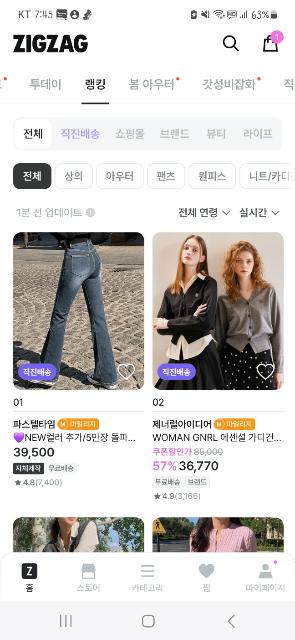 KT 7:45 63%
ZIGZAG
1
투데이 랭킹 봄 아우터 갓성비잡화 직
전체 직진배송 쇼핑몰 브랜드 뷰티 라이프
전체 상의 아우터 팬츠 원피스 니트/카디
1분 전 업데이트 전체 연령 실시간
직진배송 직진배송
01
파스텔타임 M 마일리지
💜NEW컬러 추가/5만장 돌파...
39,500
자체제작 무료배송
★4.8(7,400)
02
제너럴아이디어 M 마일리지
WOMAN GNRL 에센셜 가디건...
쿠폰할인가 85,000
57% 36,770
무료배송 브랜드
★4.9(3,166)
Z
홈 스토어 카테고리 찜 마이페이지